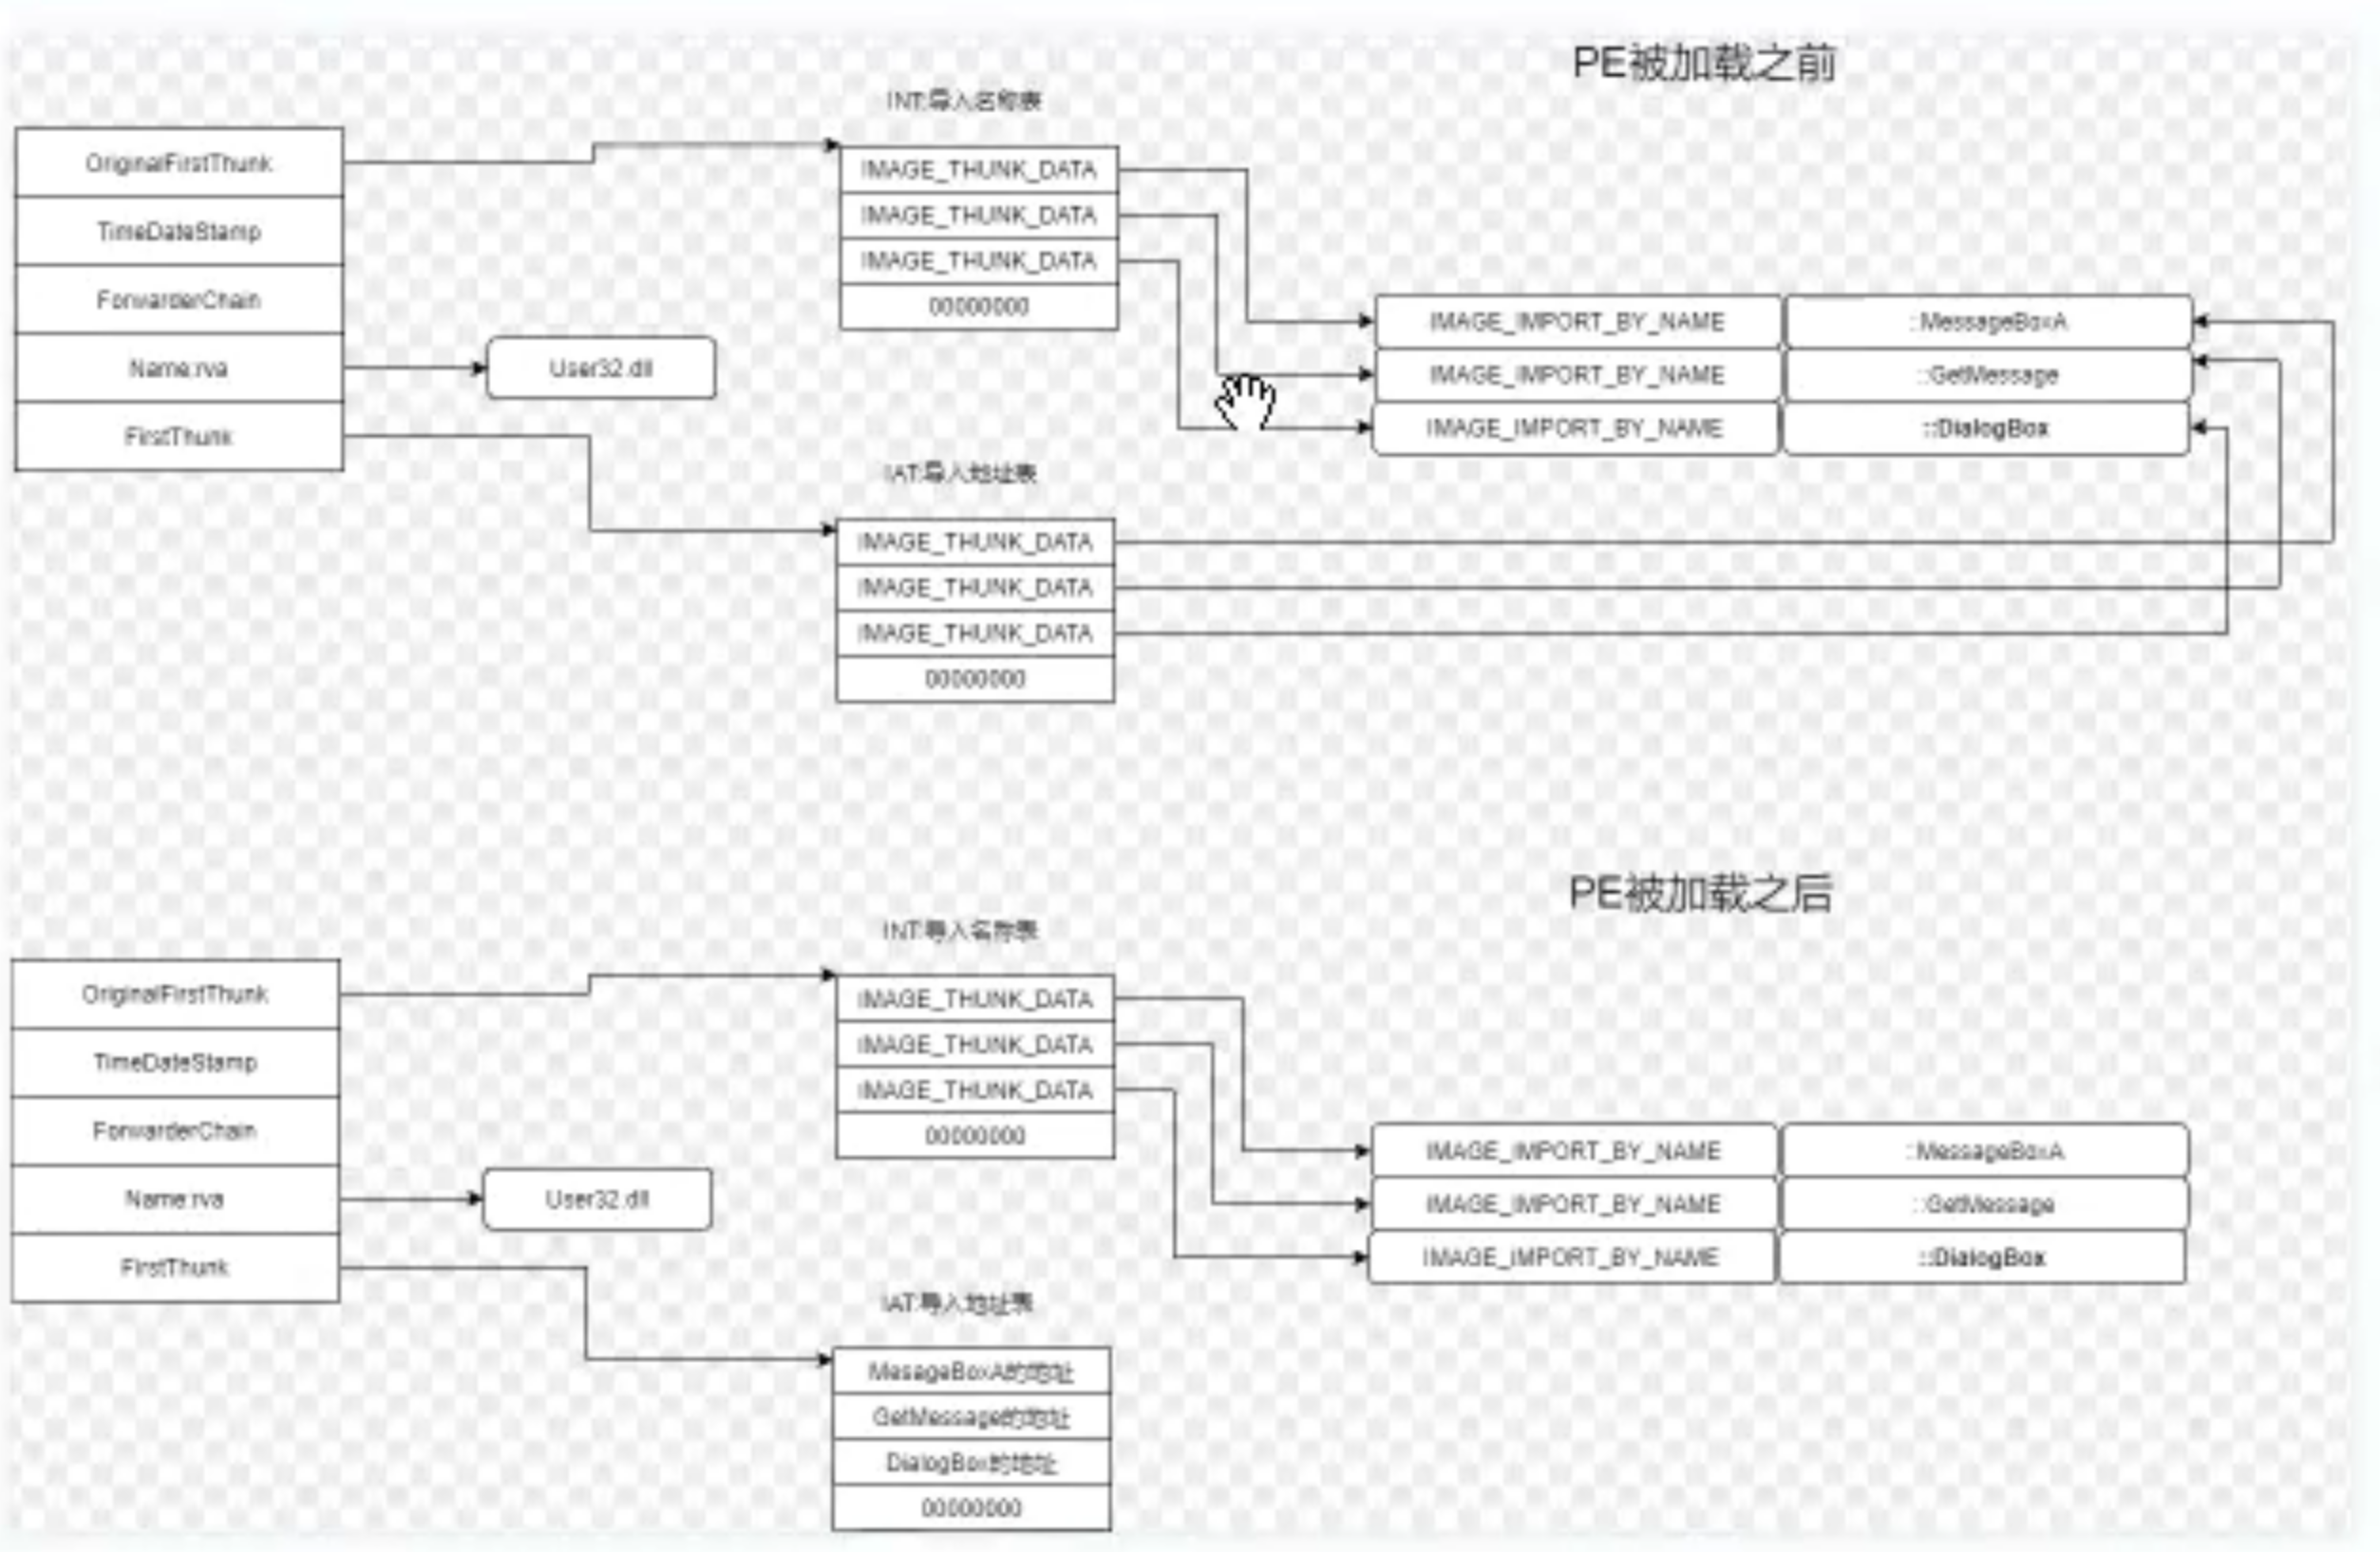 PE被加载之前
INT:导入名称表
OriginalFirstThunk
TimeDateStamp
ForwarderChain
Name:rva
FirstThunk
User32.dll
IMAGE_THUNK_DATA
IMAGE_THUNK_DATA
IMAGE_THUNK_DATA
00000000
IMAGE_IMPORT_BY_NAME
::MessageBoxA
IMAGE_IMPORT_BY_NAME
::GetMessage
IMAGE_IMPORT_BY_NAME
::DialogBox
IAT:导入地址表
IMAGE_THUNK_DATA
IMAGE_THUNK_DATA
IMAGE_THUNK_DATA
00000000
PE被加载之后
INT:导入名称表
OriginalFirstThunk
TimeDateStamp
ForwarderChain
Name:rva
FirstThunk
User32.dll
IMAGE_THUNK_DATA
IMAGE_THUNK_DATA
IMAGE_THUNK_DATA
00000000
IMAGE_IMPORT_BY_NAME
::MessageBoxA
IMAGE_IMPORT_BY_NAME
::GetMessage
IMAGE_IMPORT_BY_NAME
::DialogBox
IAT:导入地址表
MesageBoxA的地址
GetMessage的地址
DialogBox的地址
00000000